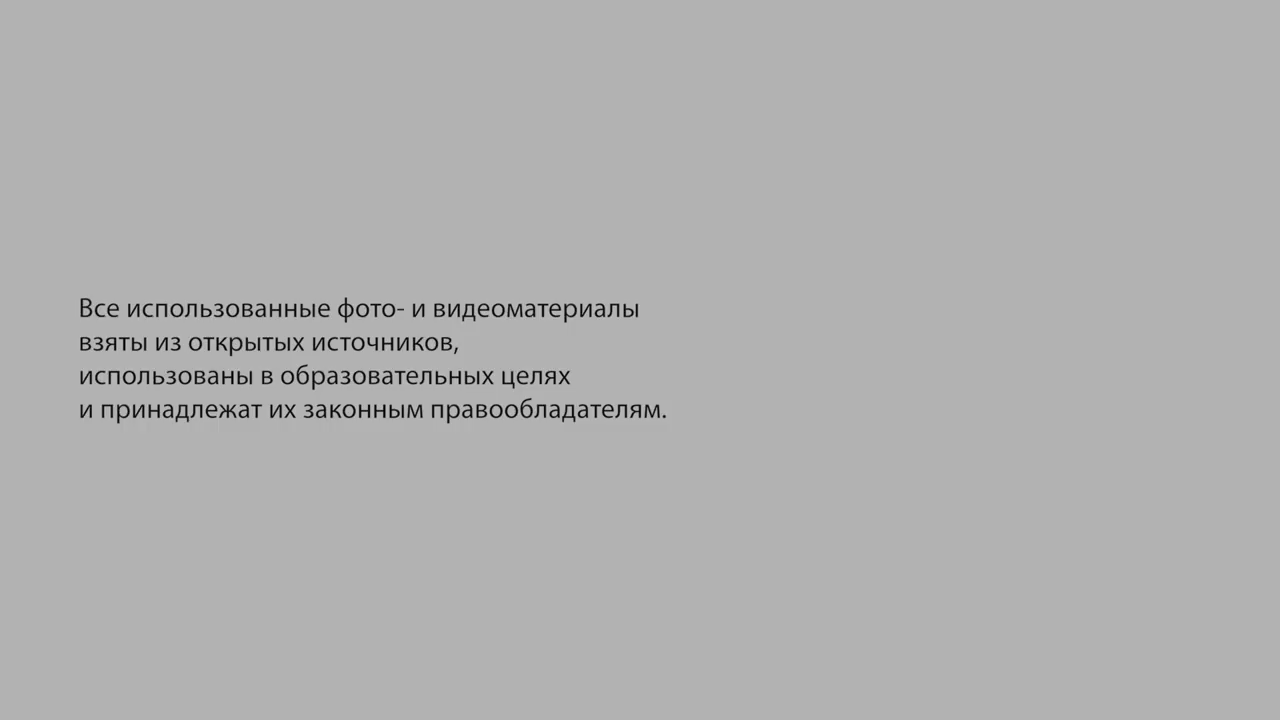 Все использованные фото- и видеоматериалы
взяты из открытых источников,
использованы в образовательных целях
и принадлежат их законным правообладателям.